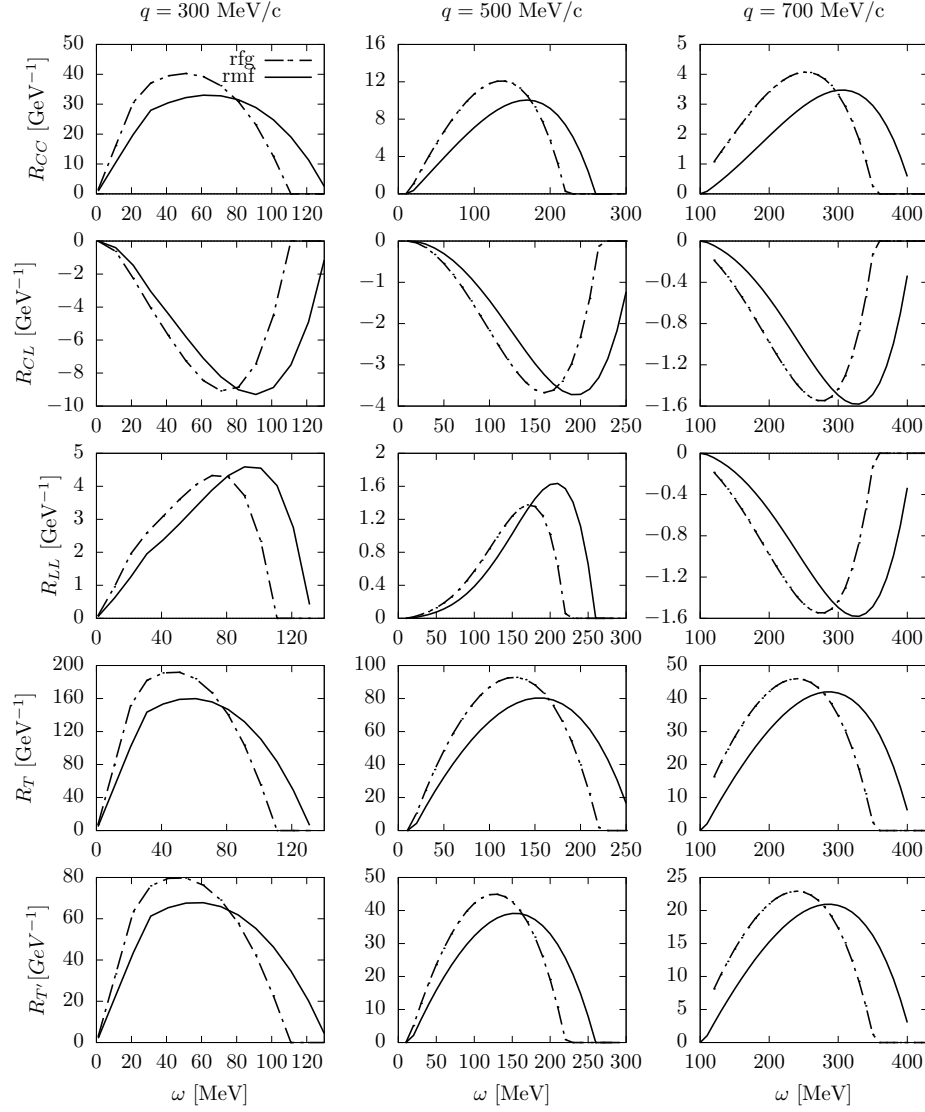 q = 300 MeV/c q = 500 MeV/c q = 700 MeV/c
R_{CC} [GeV^{-1}]
50 40 30 20 10 0
rfg
rmf
0 20 40 60 80 100 120
16 12 8 4 0
0 100 200 300
5 4 3 2 1 0
100 200 300 400
R_{CL} [GeV^{-1}]
0 −2 −4 −6 −8 −10
0 20 40 60 80 100 120
0 −1 −2 −3 −4
0 50 100 150 200 250
0 −0.4 −0.8 −1.2 −1.6
100 200 300 400
R_{LL} [GeV^{-1}]
5 4 3 2 1 0
0 40 80 120
2 1.6 1.2 0.8 0.4 0
0 50 100 150 200 250 300
0 −0.4 −0.8 −1.2 −1.6
100 200 300 400
R_T [GeV^{-1}]
200 160 120 80 40 0
0 40 80 120
100 80 60 40 20 0
0 50 100 150 200 250
50 40 30 20 10 0
100 200 300 400
R_{T'} [GeV^{-1}]
80 60 40 20 0
0 20 40 60 80 100 120
50 40 30 20 10 0
0 50 100 150 200 250 300
25 20 15 10 5 0
100 200 300 400
ω [MeV] ω [MeV] ω [MeV]